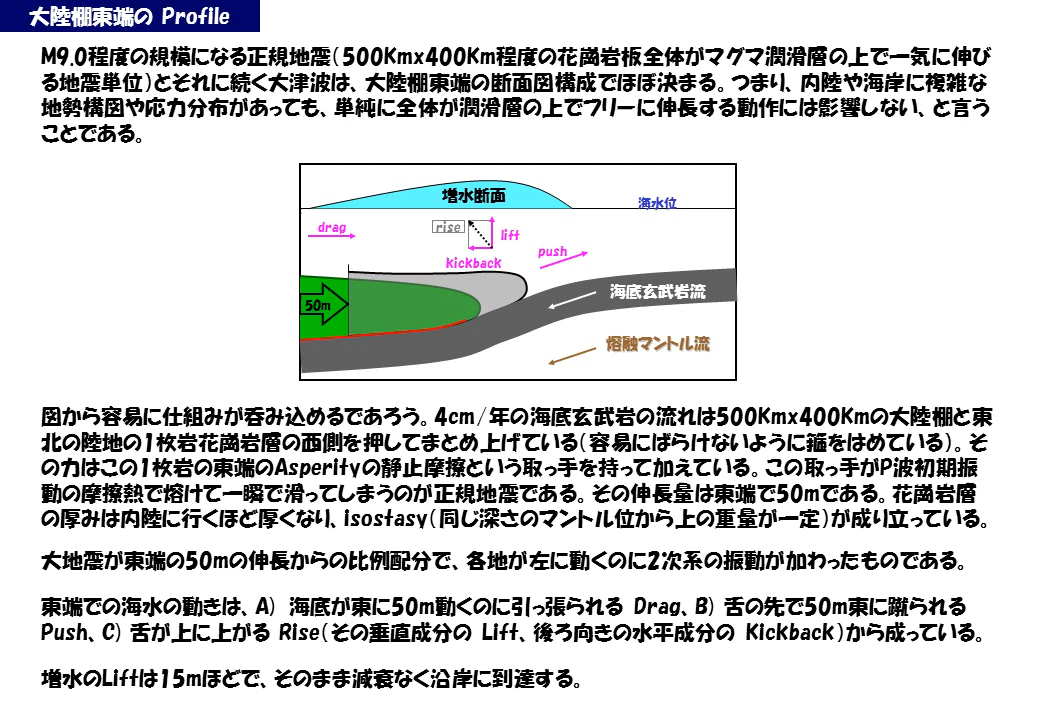 大陸棚東端の Profile
M9.0程度の規模になる正規地震(500Kmx400Km程度の花崗岩板全体がマグマ潤滑層の上で一気に伸び
る地震単位)とそれに続く大津波は、大陸棚東端の断面図構成でほぼ決まる。つまり、内陸や海岸に複雑な
地勢構図や応力分布があっても、単純に全体が潤滑層の上でフリーに伸長する動作には影響しない、と言う
ことである。
増水断面
海水位
drag
rise
lift
push
Kickback
海底玄武岩流
50m
熔融マントル流
図から容易に仕組みが呑み込めるであろう。4cm/年の海底玄武岩の流れは500Kmx400Kmの大陸棚と東
北の陸地の1枚岩花崗岩層の西側を押してまとめ上げている(容易にばらけないように箍をはめている)。そ
の力はこの1枚岩の東端のAsperityの静止摩擦という取っ手を持って加えている。この取っ手がP波初期振
動の摩擦熱で熔けて一瞬で滑ってしまうのが正規地震である。その伸長量は東端で50mである。花崗岩層
の厚みは内陸に行くほど厚くなり、isostasy(同じ深さのマントル位から上の重量が一定)が成り立っている。
大地震が東端の50mの伸長からの比例配分で、各地が左に動くのに2次系の振動が加わったものである。
東端での海水の動きは、A) 海底が東に50m動くのに引っ張られる Drag、B) 舌の先で50m東に蹴られる
Push、C) 舌が上に上がる Rise(その垂直成分の Lift、後ろ向きの水平成分の Kickback)から成っている。
増水のLiftは15mほどで、そのまま減衰なく沿岸に到達する。